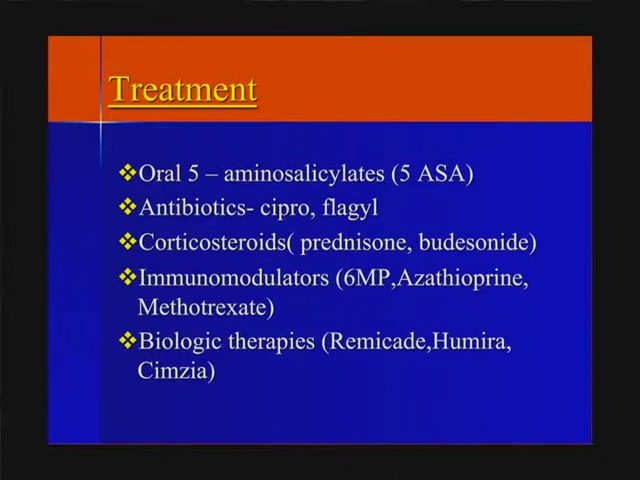 Treatment
❖Oral 5 – aminosalicylates (5 ASA)
❖Antibiotics- cipro, flagyl
❖Corticosteroids( prednisone, budesonide)
❖Immunomodulators (6MP,Azathioprine,
Methotrexate)
❖Biologic therapies (Remicade,Humira,
Cimzia)